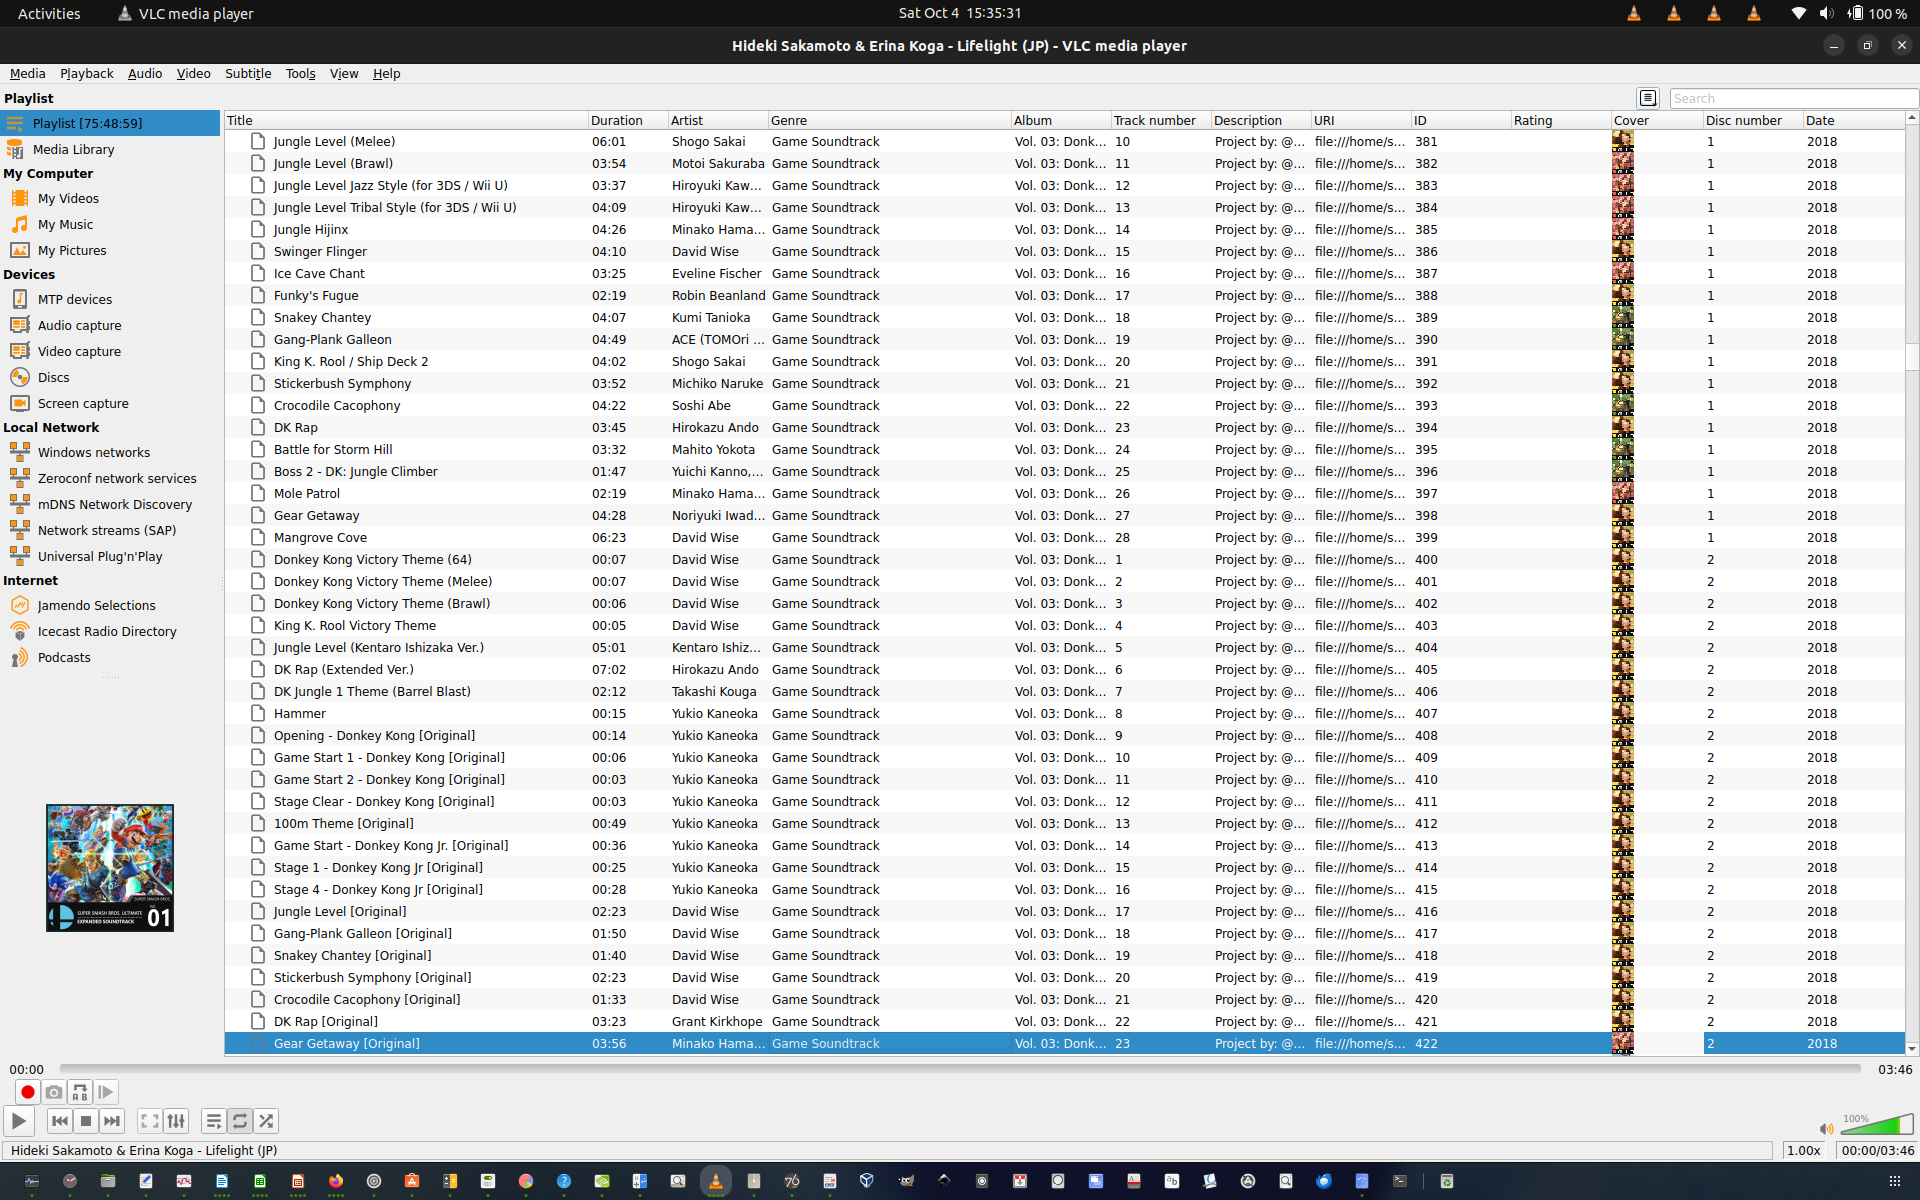 Activities VLC media player Sat Oct 4 15:35:31 100 %
Hideki Sakamoto & Erina Koga - Lifelight (JP) - VLC media player
Media Playback Audio Video Subtitle Tools View Help
Playlist
Search
Playlist [75:48:59]
Media Library
My Computer
My Videos
My Music
My Pictures
Devices
MTP devices
Audio capture
Video capture
Discs
Screen capture
Local Network
Windows networks
Zeroconf network services
mDNS Network Discovery
Network streams (SAP)
Universal Plug'n'Play
Internet
Jamendo Selections
Icecast Radio Directory
Podcasts
SUPER SMASH BROS. ULTIMATE
EXPANDED SOUNDTRACK
01
Title Duration Artist Genre Album Track number Description URI ID Rating Cover Disc number Date
Jungle Level (Melee) 06:01 Shogo Sakai Game Soundtrack Vol. 03: Donk... 10 Project by: @... file:///home/s... 381 1 2018
Jungle Level (Brawl) 03:54 Motoi Sakuraba Game Soundtrack Vol. 03: Donk... 11 Project by: @... file:///home/s... 382 1 2018
Jungle Level Jazz Style (for 3DS / Wii U) 03:37 Hiroyuki Kaw... Game Soundtrack Vol. 03: Donk... 12 Project by: @... file:///home/s... 383 1 2018
Jungle Level Tribal Style (for 3DS / Wii U) 04:09 Hiroyuki Kaw... Game Soundtrack Vol. 03: Donk... 13 Project by: @... file:///home/s... 384 1 2018
Jungle Hijinx 04:26 Minako Hama... Game Soundtrack Vol. 03: Donk... 14 Project by: @... file:///home/s... 385 1 2018
Swinger Flinger 04:10 David Wise Game Soundtrack Vol. 03: Donk... 15 Project by: @... file:///home/s... 386 1 2018
Ice Cave Chant 03:25 Eveline Fischer Game Soundtrack Vol. 03: Donk... 16 Project by: @... file:///home/s... 387 1 2018
Funky's Fugue 02:19 Robin Beanland Game Soundtrack Vol. 03: Donk... 17 Project by: @... file:///home/s... 388 1 2018
Snakey Chantey 04:07 Kumi Tanioka Game Soundtrack Vol. 03: Donk... 18 Project by: @... file:///home/s... 389 1 2018
Gang-Plank Galleon 04:49 ACE (TOMOri ... Game Soundtrack Vol. 03: Donk... 19 Project by: @... file:///home/s... 390 1 2018
King K. Rool / Ship Deck 2 04:02 Shogo Sakai Game Soundtrack Vol. 03: Donk... 20 Project by: @... file:///home/s... 391 1 2018
Stickerbush Symphony 03:52 Michiko Naruke Game Soundtrack Vol. 03: Donk... 21 Project by: @... file:///home/s... 392 1 2018
Crocodile Cacophony 04:22 Soshi Abe Game Soundtrack Vol. 03: Donk... 22 Project by: @... file:///home/s... 393 1 2018
DK Rap 03:45 Hirokazu Ando Game Soundtrack Vol. 03: Donk... 23 Project by: @... file:///home/s... 394 1 2018
Battle for Storm Hill 03:32 Mahito Yokota Game Soundtrack Vol. 03: Donk... 24 Project by: @... file:///home/s... 395 1 2018
Boss 2 - DK: Jungle Climber 01:47 Yuichi Kanno,... Game Soundtrack Vol. 03: Donk... 25 Project by: @... file:///home/s... 396 1 2018
Mole Patrol 02:19 Minako Hama... Game Soundtrack Vol. 03: Donk... 26 Project by: @... file:///home/s... 397 1 2018
Gear Getaway 04:28 Noriyuki Iwad... Game Soundtrack Vol. 03: Donk... 27 Project by: @... file:///home/s... 398 1 2018
Mangrove Cove 06:23 David Wise Game Soundtrack Vol. 03: Donk... 28 Project by: @... file:///home/s... 399 1 2018
Donkey Kong Victory Theme (64) 00:07 David Wise Game Soundtrack Vol. 03: Donk... 1 Project by: @... file:///home/s... 400 2 2018
Donkey Kong Victory Theme (Melee) 00:07 David Wise Game Soundtrack Vol. 03: Donk... 2 Project by: @... file:///home/s... 401 2 2018
Donkey Kong Victory Theme (Brawl) 00:06 David Wise Game Soundtrack Vol. 03: Donk... 3 Project by: @... file:///home/s... 402 2 2018
King K. Rool Victory Theme 00:05 David Wise Game Soundtrack Vol. 03: Donk... 4 Project by: @... file:///home/s... 403 2 2018
Jungle Level (Kentaro Ishizaka Ver.) 05:01 Kentaro Ishiz... Game Soundtrack Vol. 03: Donk... 5 Project by: @... file:///home/s... 404 2 2018
DK Rap (Extended Ver.) 07:02 Hirokazu Ando Game Soundtrack Vol. 03: Donk... 6 Project by: @... file:///home/s... 405 2 2018
DK Jungle 1 Theme (Barrel Blast) 02:12 Takashi Kouga Game Soundtrack Vol. 03: Donk... 7 Project by: @... file:///home/s... 406 2 2018
Hammer 00:15 Yukio Kaneoka Game Soundtrack Vol. 03: Donk... 8 Project by: @... file:///home/s... 407 2 2018
Opening - Donkey Kong [Original] 00:14 Yukio Kaneoka Game Soundtrack Vol. 03: Donk... 9 Project by: @... file:///home/s... 408 2 2018
Game Start 1 - Donkey Kong [Original] 00:06 Yukio Kaneoka Game Soundtrack Vol. 03: Donk... 10 Project by: @... file:///home/s... 409 2 2018
Game Start 2 - Donkey Kong [Original] 00:03 Yukio Kaneoka Game Soundtrack Vol. 03: Donk... 11 Project by: @... file:///home/s... 410 2 2018
Stage Clear - Donkey Kong [Original] 00:03 Yukio Kaneoka Game Soundtrack Vol. 03: Donk... 12 Project by: @... file:///home/s... 411 2 2018
100m Theme [Original] 00:49 Yukio Kaneoka Game Soundtrack Vol. 03: Donk... 13 Project by: @... file:///home/s... 412 2 2018
Game Start - Donkey Kong Jr. [Original] 00:36 Yukio Kaneoka Game Soundtrack Vol. 03: Donk... 14 Project by: @... file:///home/s... 413 2 2018
Stage 1 - Donkey Kong Jr [Original] 00:25 Yukio Kaneoka Game Soundtrack Vol. 03: Donk... 15 Project by: @... file:///home/s... 414 2 2018
Stage 4 - Donkey Kong Jr [Original] 00:28 Yukio Kaneoka Game Soundtrack Vol. 03: Donk... 16 Project by: @... file:///home/s... 415 2 2018
Jungle Level [Original] 02:23 David Wise Game Soundtrack Vol. 03: Donk... 17 Project by: @... file:///home/s... 416 2 2018
Gang-Plank Galleon [Original] 01:50 David Wise Game Soundtrack Vol. 03: Donk... 18 Project by: @... file:///home/s... 417 2 2018
Snakey Chantey [Original] 01:40 David Wise Game Soundtrack Vol. 03: Donk... 19 Project by: @... file:///home/s... 418 2 2018
Stickerbush Symphony [Original] 02:23 David Wise Game Soundtrack Vol. 03: Donk... 20 Project by: @... file:///home/s... 419 2 2018
Crocodile Cacophony [Original] 01:33 David Wise Game Soundtrack Vol. 03: Donk... 21 Project by: @... file:///home/s... 420 2 2018
DK Rap [Original] 03:23 Grant Kirkhope Game Soundtrack Vol. 03: Donk... 22 Project by: @... file:///home/s... 421 2 2018
Gear Getaway [Original] 03:56 Minako Hama... Game Soundtrack Vol. 03: Donk... 23 Project by: @... file:///home/s... 422 2 2018
00:00 03:46
100%
Hideki Sakamoto & Erina Koga - Lifelight (JP) 1.00x 00:00/03:46